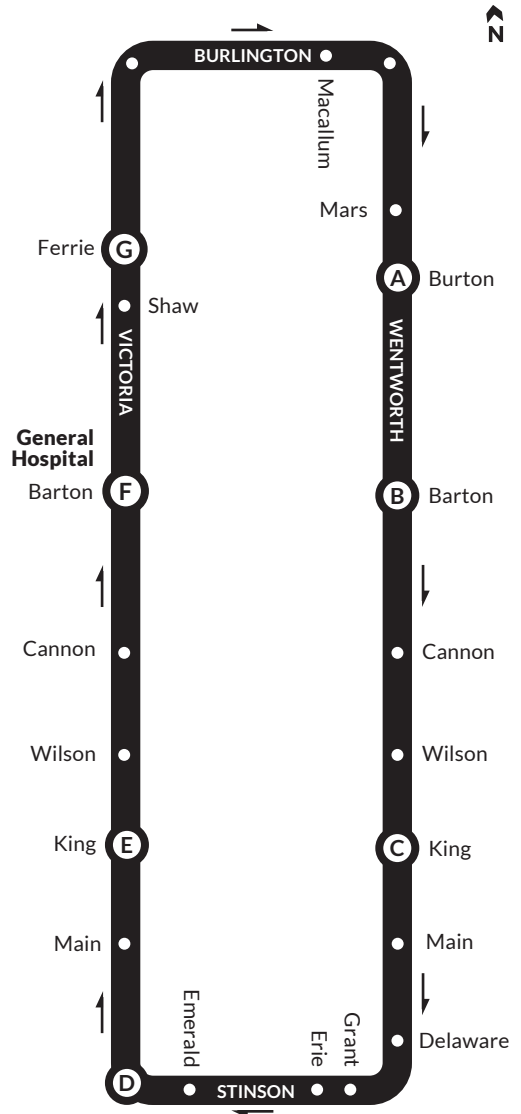 N
BURLINGTON
Macallum
Mars
Ferrie
G
A
Burton
Shaw
VICTORIA
WENTWORTH
General
Hospital
Barton
F
B
Barton
Cannon
Cannon
Wilson
Wilson
King
E
C
King
Main
Main
Emerald
Erie
Grant
Delaware
D
STINSON